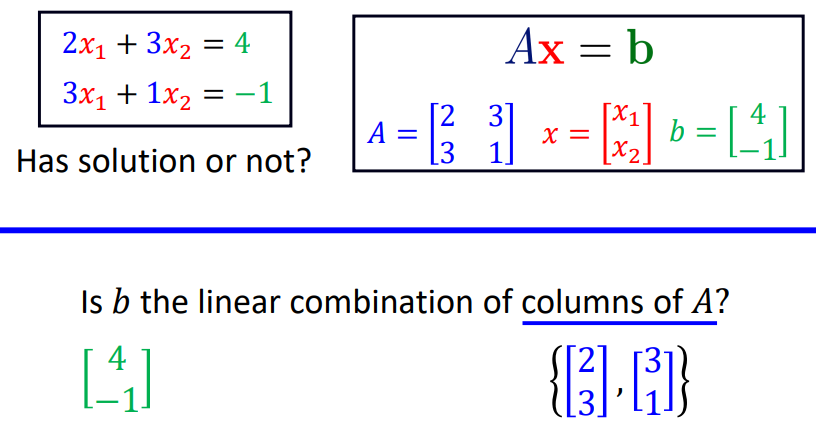 2x₁ + 3x₂ = 4
3x₁ + 1x₂ = −1
Has solution or not?
Ax = b
A = [2 3; 3 1] x = [x₁; x₂] b = [4; −1]
Is b the linear combination of columns of A?
[4; −1] {[2; 3], [3; 1]}